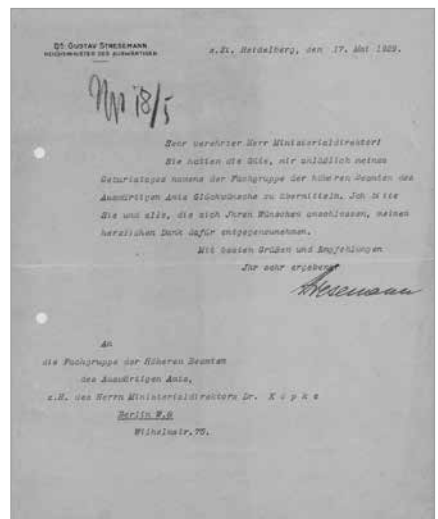 DR. GUSTAV STRESEMANN
REICHSMINISTER DES AUSWÄRTIGEN
z.Zt. Heidelberg, den 17. Mai 1929.
18/5
Sehr verehrter Herr Ministerialdirektor!
Sie hatten die Güte, mir anläßlich meines
Geburtstages namens der Fachgruppe der höheren Beamten des
Auswärtigen Amts Glückwünsche zu übermitteln. Ich bitte
Sie und alle, die sich Ihren Wünschen anschlossen, meinen
herzlichen Dank dafür entgegenzunehmen.
Mit besten Grüßen und Empfehlungen
Ihr sehr ergebener
Stresemann
An
die Fachgruppe der Höheren Beamten
des Auswärtigen Amts,
z.H. des Herrn Ministerialdirektors Dr. K ö p k e
Berlin W.8
Wilhelmstr.75.